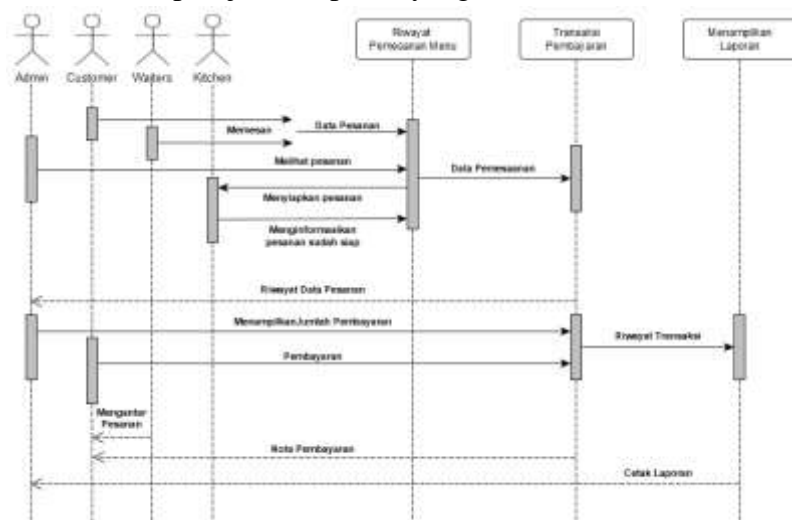 Riwayat
Pemesanan Menu
Transaksi
Pembayaran
Menampilkan
Laporan
Admin
Customer
Waiters
Kitchen
Memesan
Data Pesanan
Melihat pesanan
Data Pemesanan
Menyiapkan pesanan
Menginformasikan
pesanan sudah siap
Riwayat Data Pesanan
MenampilkanJumlah Pembayaran
Riwayat Transaksi
Pembayaran
Mengantar
Pesanan
Nota Pembayaran
Cetak Laporan